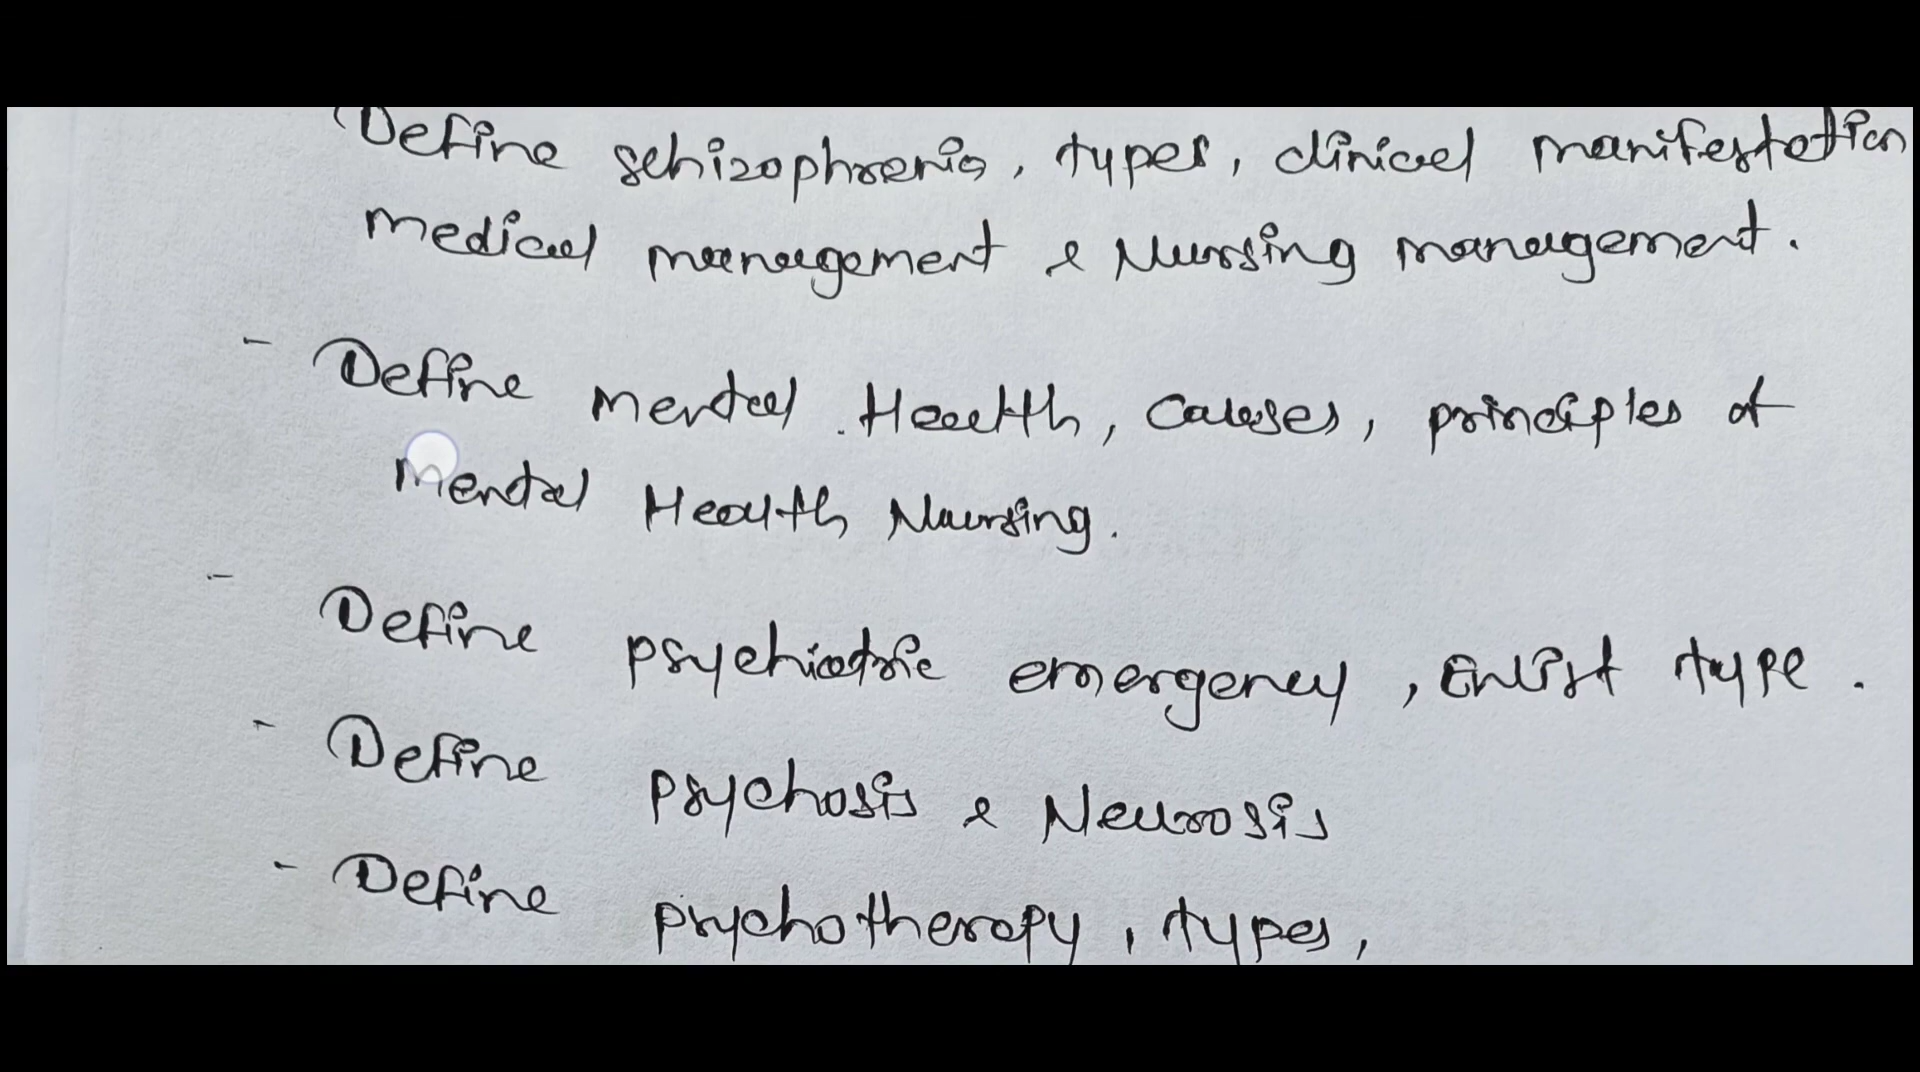 Define schizophrenia, types, clinical manifestation
medical management & Nursing management.
- Define mental Health, causes, principles of
mental Health Nursing.
- Define psychiatric emergency, Enlist type.
- Define psychosis & Neurosis
- Define psychotherapy, types,